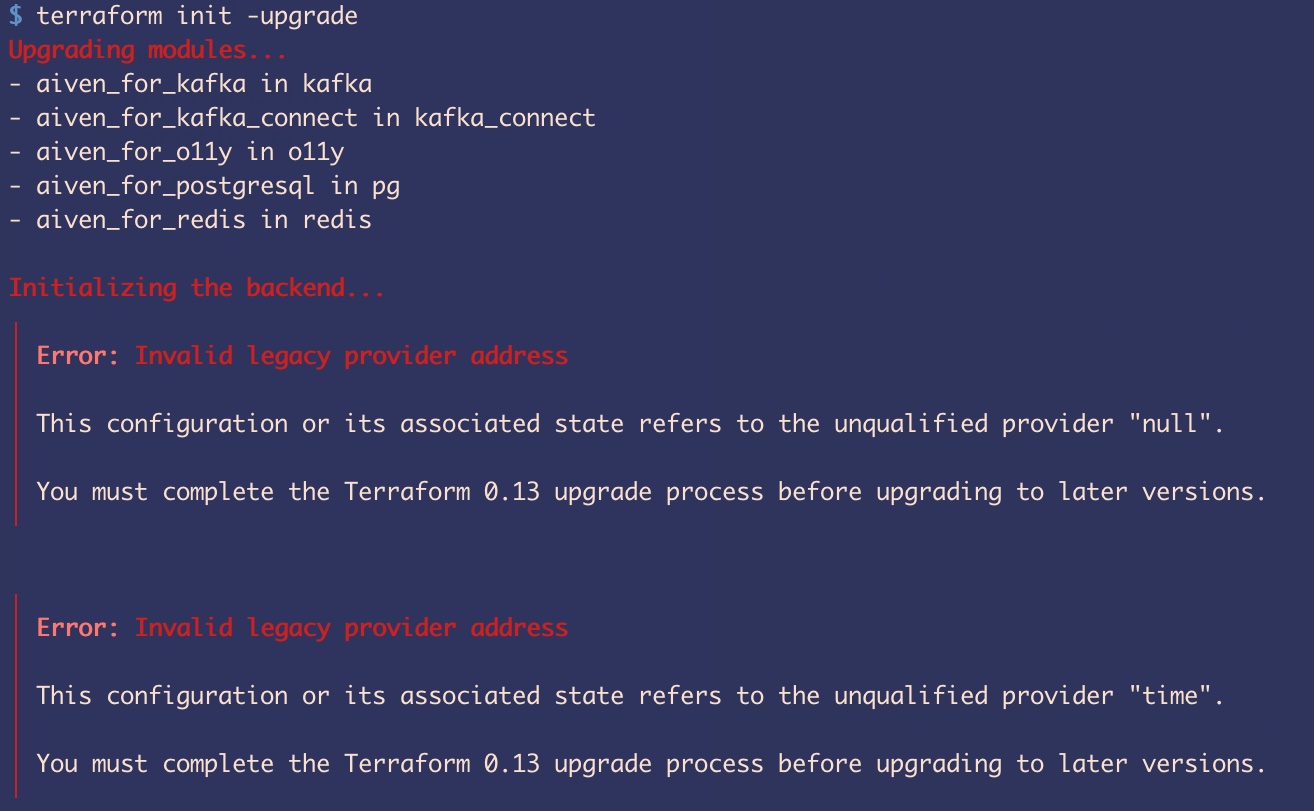 $ terraform init -upgrade
Upgrading modules...
- aiven_for_kafka in kafka
- aiven_for_kafka_connect in kafka_connect
- aiven_for_o11y in o11y
- aiven_for_postgresql in pg
- aiven_for_redis in redis
Initializing the backend...
Error: Invalid legacy provider address
This configuration or its associated state refers to the unqualified provider "null".
You must complete the Terraform 0.13 upgrade process before upgrading to later versions.
Error: Invalid legacy provider address
This configuration or its associated state refers to the unqualified provider "time".
You must complete the Terraform 0.13 upgrade process before upgrading to later versions.